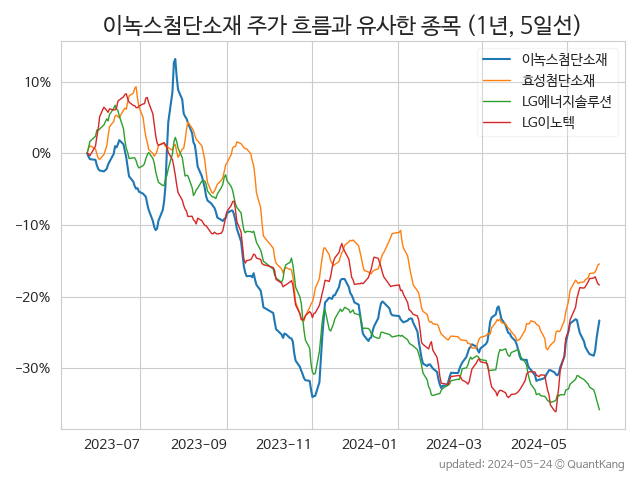 이녹스첨단소재 주가 흐름과 유사한 종목 (1년, 5일선)
이녹스첨단소재
효성첨단소재
LG에너지솔루션
LG이노텍
10%
0%
−10%
−20%
−30%
2023-07
2023-09
2023-11
2024-01
2024-03
2024-05
updated: 2024-05-24 © QuantKang